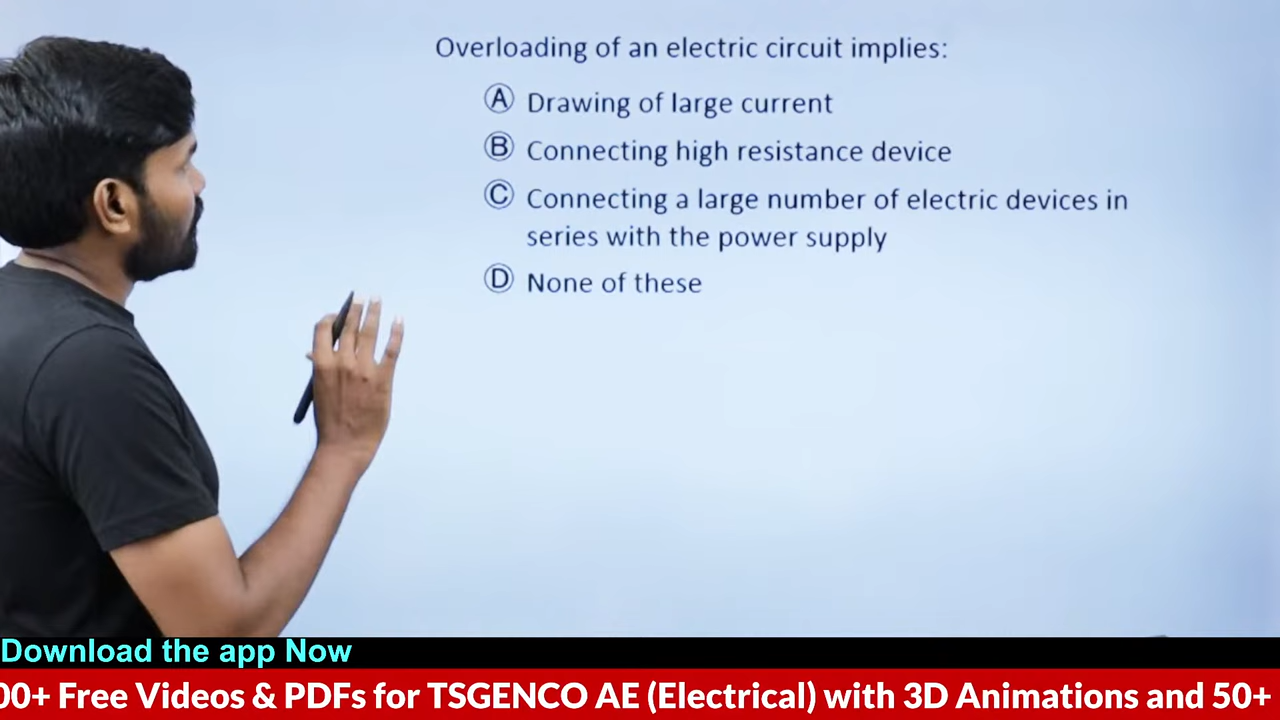 Overloading of an electric circuit implies:
Ⓐ Drawing of large current
Ⓑ Connecting high resistance device
Ⓒ Connecting a large number of electric devices in
series with the power supply
Ⓓ None of these
Download the app Now
00+ Free Videos & PDFs for TSGENCO AE (Electrical) with 3D Animations and 50+